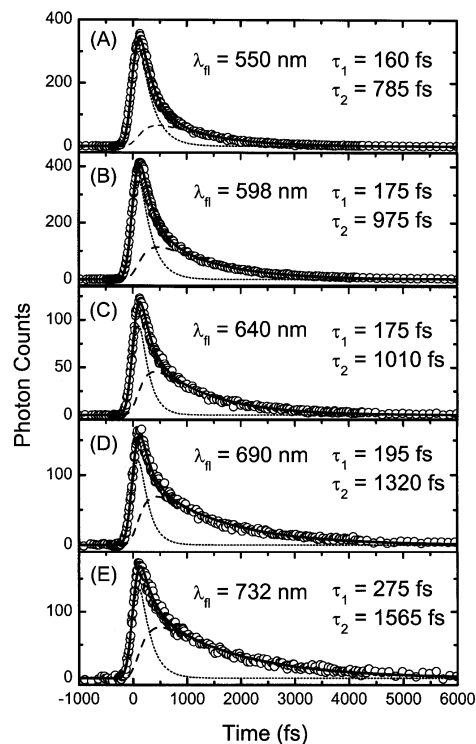 (A) λfl = 550 nm τ1 = 160 fs
τ2 = 785 fs
400
200
0
(B) λfl = 598 nm τ1 = 175 fs
τ2 = 975 fs
400
200
0
(C) λfl = 640 nm τ1 = 175 fs
τ2 = 1010 fs
100
50
0
(D) λfl = 690 nm τ1 = 195 fs
τ2 = 1320 fs
100
0
(E) λfl = 732 nm τ1 = 275 fs
τ2 = 1565 fs
100
0
Photon Counts
-1000 0 1000 2000 3000 4000 5000 6000
Time (fs)